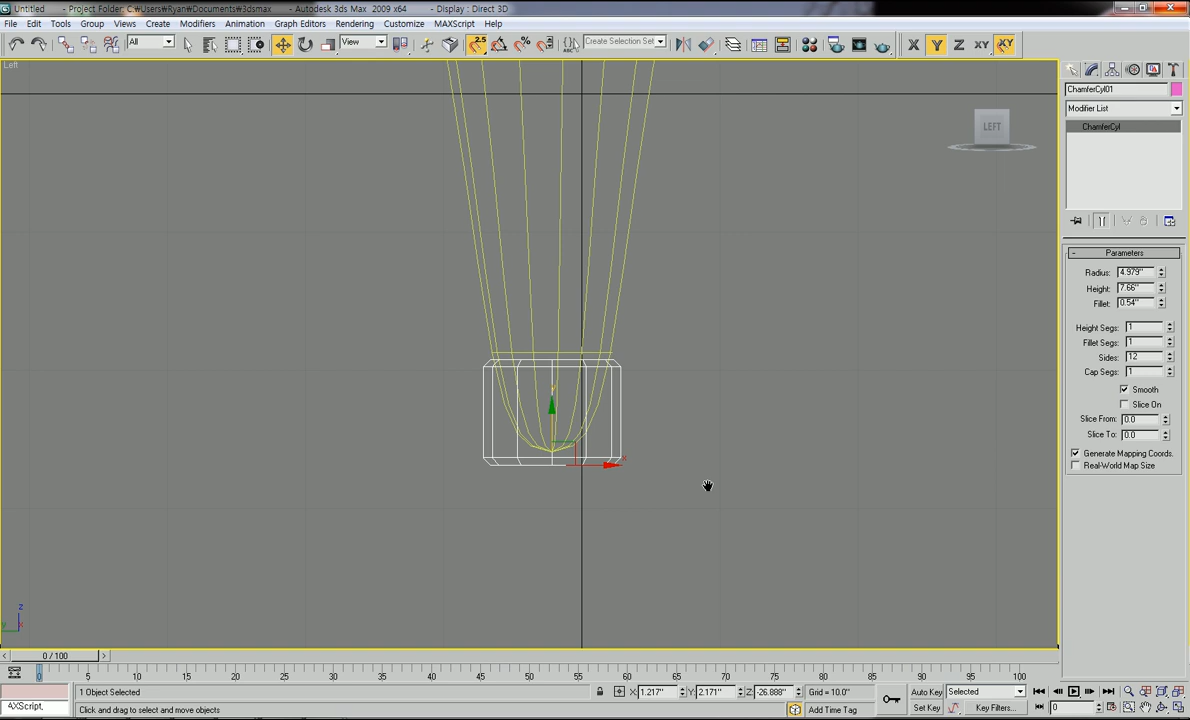 Untitled - Project Folder: C:₩Users₩Ryan₩Documents₩3dsmax - Autodesk 3ds Max 2009 x64 - Display : Direct 3D
File Edit Tools Group Views Create Modifiers Animation Graph Editors Rendering Customize MAXScript Help
All View 2.5 Create Selection Set X Y Z XY XY
Left
LEFT
ChamferCyl01
Modifier List
ChamferCyl
- Parameters
Radius: 4.979"
Height: 7.66"
Fillet: 0.54"
Height Segs: 1
Fillet Segs: 1
Sides: 12
Cap Segs: 1
Smooth
Slice On
Slice From: 0.0
Slice To: 0.0
Generate Mapping Coords.
Real-World Map Size
x
z
y x
< 0 / 100 >
0 5 10 15 20 25 30 35 40 45 50 55 60 65 70 75 80 85 90 95 100
1 Object Selected X: 1.217" Y: 2.171" Z: -26.888" Grid = 10.0" Auto Key Selected
Click and drag to select and move objects Add Time Tag Set Key Key Filters... 0